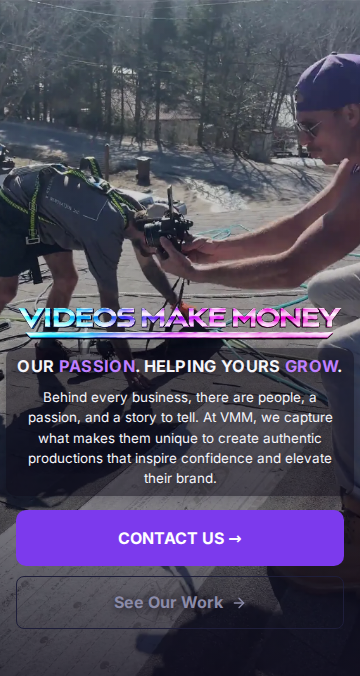 VIDEOS MAKE MONEY
OUR PASSION. HELPING YOURS GROW.
Behind every business, there are people, a
passion, and a story to tell. At VMM, we capture
what makes them unique to create authentic
productions that inspire confidence and elevate
their brand.
CONTACT US →
See Our Work →